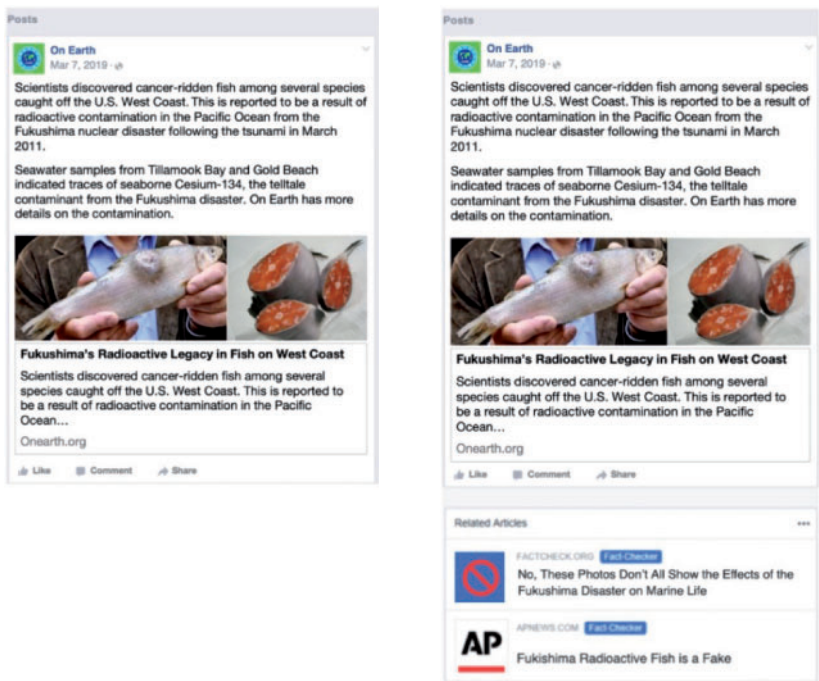 Posts
On Earth
Mar 7, 2019 ·
Scientists discovered cancer-ridden fish among several species
caught off the U.S. West Coast. This is reported to be a result of
radioactive contamination in the Pacific Ocean from the
Fukushima nuclear disaster following the tsunami in March
2011.
Seawater samples from Tillamook Bay and Gold Beach
indicated traces of seaborne Cesium-134, the telltale
contaminant from the Fukushima disaster. On Earth has more
details on the contamination.
Fukushima's Radioactive Legacy in Fish on West Coast
Scientists discovered cancer-ridden fish among several
species caught off the U.S. West Coast. This is reported to
be a result of radioactive contamination in the Pacific
Ocean...
Onearth.org
Like Comment Share
Posts
On Earth
Mar 7, 2019 ·
Scientists discovered cancer-ridden fish among several species
caught off the U.S. West Coast. This is reported to be a result of
radioactive contamination in the Pacific Ocean from the
Fukushima nuclear disaster following the tsunami in March
2011.
Seawater samples from Tillamook Bay and Gold Beach
indicated traces of seaborne Cesium-134, the telltale
contaminant from the Fukushima disaster. On Earth has more
details on the contamination.
Fukushima's Radioactive Legacy in Fish on West Coast
Scientists discovered cancer-ridden fish among several
species caught off the U.S. West Coast. This is reported to
be a result of radioactive contamination in the Pacific
Ocean...
Onearth.org
Like Comment Share
Related Articles
FACTCHECK.ORG Fact-Checker
No, These Photos Don't All Show the Effects of the
Fukushima Disaster on Marine Life
AP
APNEWS.COM Fact-Checker
Fukishima Radioactive Fish is a Fake